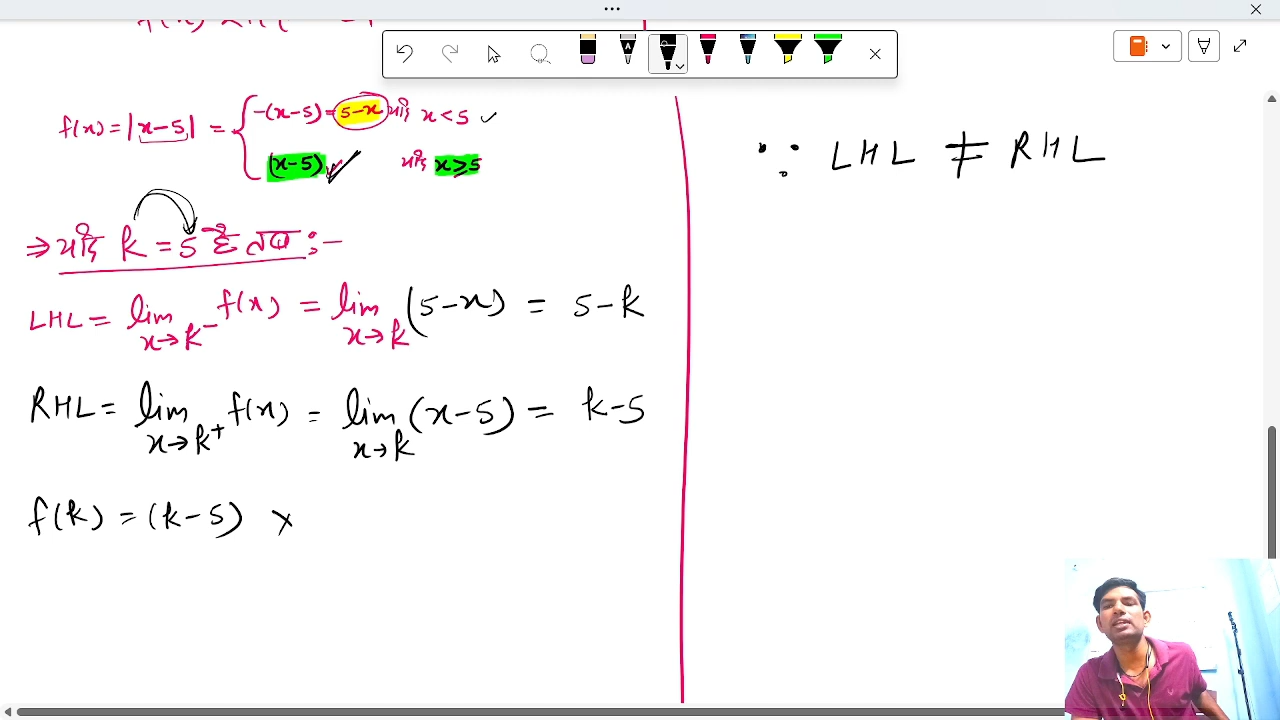 f(x) = |x-5| = { -(x-5) = 5-x यदि x < 5 ✓
(x-5) ✓ यदि x ≥ 5
⇒ यदि k = 5 है तब :-
LHL = lim x→k⁻ f(x) = lim x→k (5-x) = 5-k
RHL = lim x→k⁺ f(x) = lim x→k (x-5) = k-5
f(k) = (k-5) ×
∵ LHL ≠ RHL